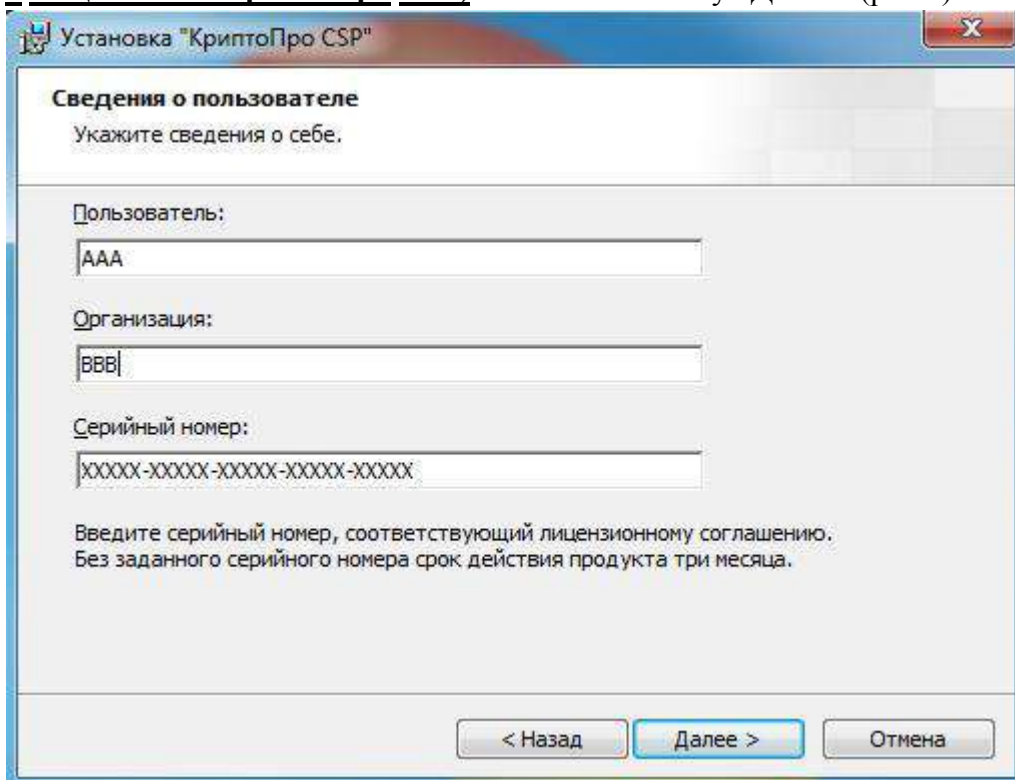 Установка "КриптоПро CSP"
Сведения о пользователе
Укажите сведения о себе.
Пользователь:
AAA
Организация:
BBB
Серийный номер:
XXXXX-XXXXX-XXXXX-XXXXX-XXXXX
Введите серийный номер, соответствующий лицензионному соглашению.
Без заданного серийного номера срок действия продукта три месяца.
< Назад Далее > Отмена